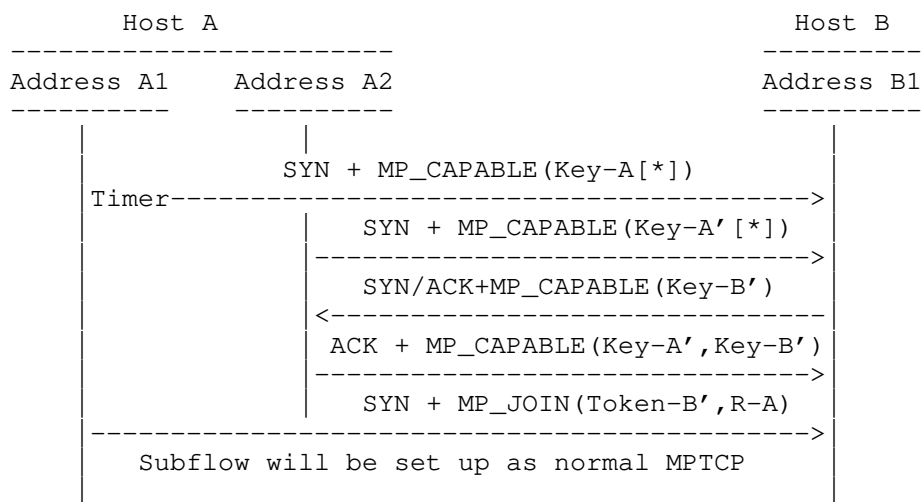 Host A Host B
Address A1 Address A2 Address B1
SYN + MP_CAPABLE(Key-A[*])
Timer
SYN + MP_CAPABLE(Key-A'[*])
SYN/ACK+MP_CAPABLE(Key-B')
ACK + MP_CAPABLE(Key-A',Key-B')
SYN + MP_JOIN(Token-B',R-A)
Subflow will be set up as normal MPTCP